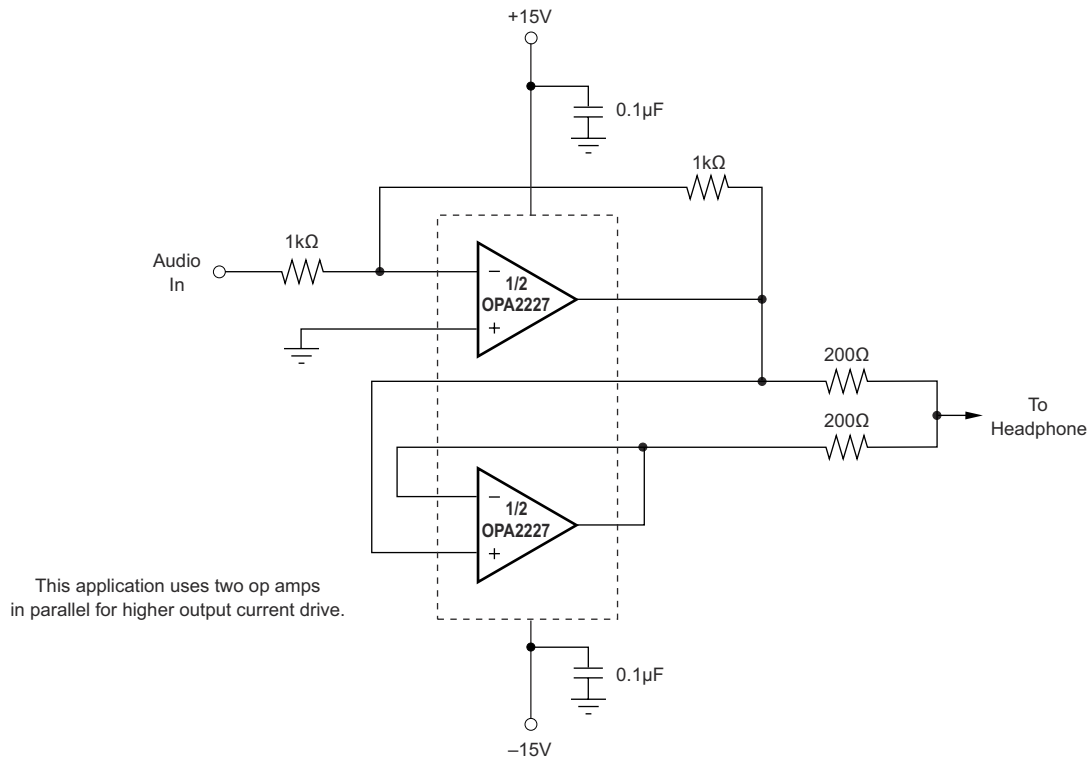 +15V
0.1µF
1kΩ
1kΩ
Audio
In
–
1/2
OPA2227
+
200Ω
To
Headphone
200Ω
–
1/2
OPA2227
+
This application uses two op amps
in parallel for higher output current drive.
0.1µF
–15V